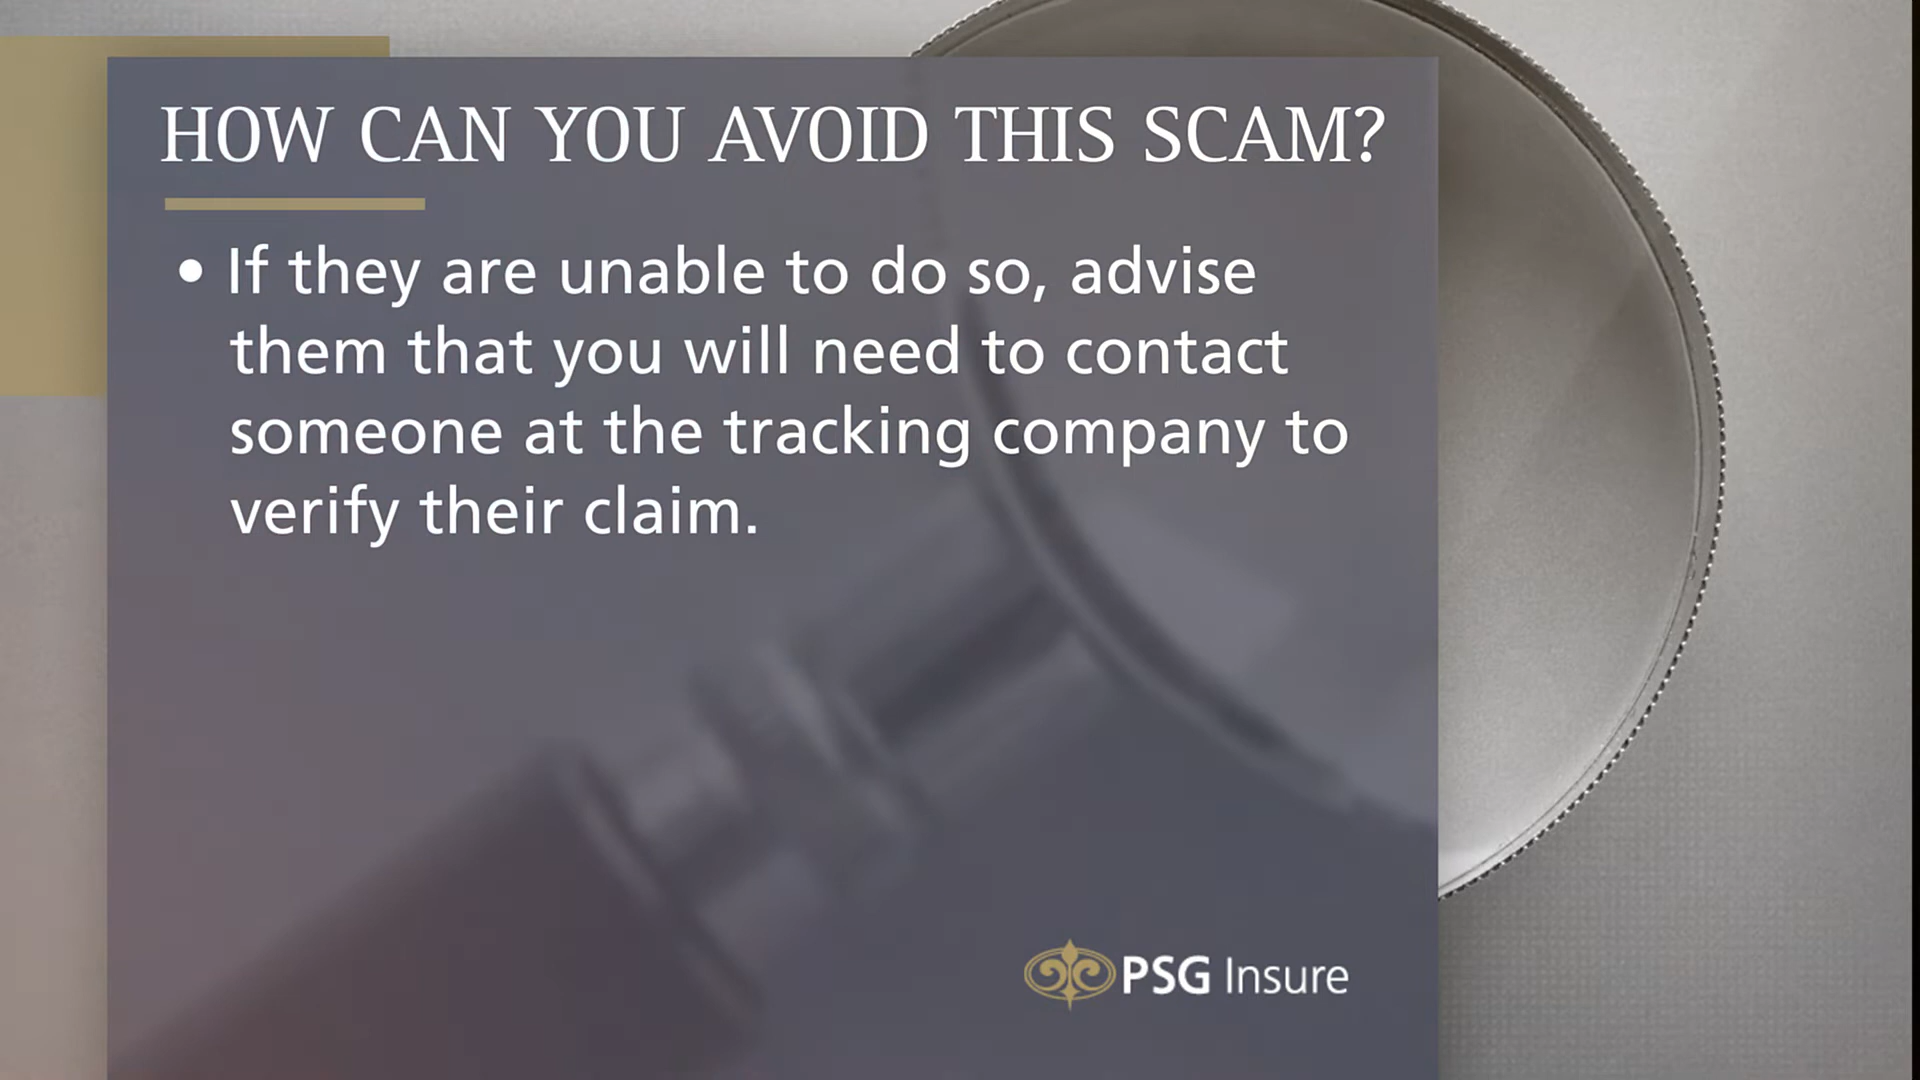 HOW CAN YOU AVOID THIS SCAM?
• If they are unable to do so, advise
them that you will need to contact
someone at the tracking company to
verify their claim.
PSG Insure